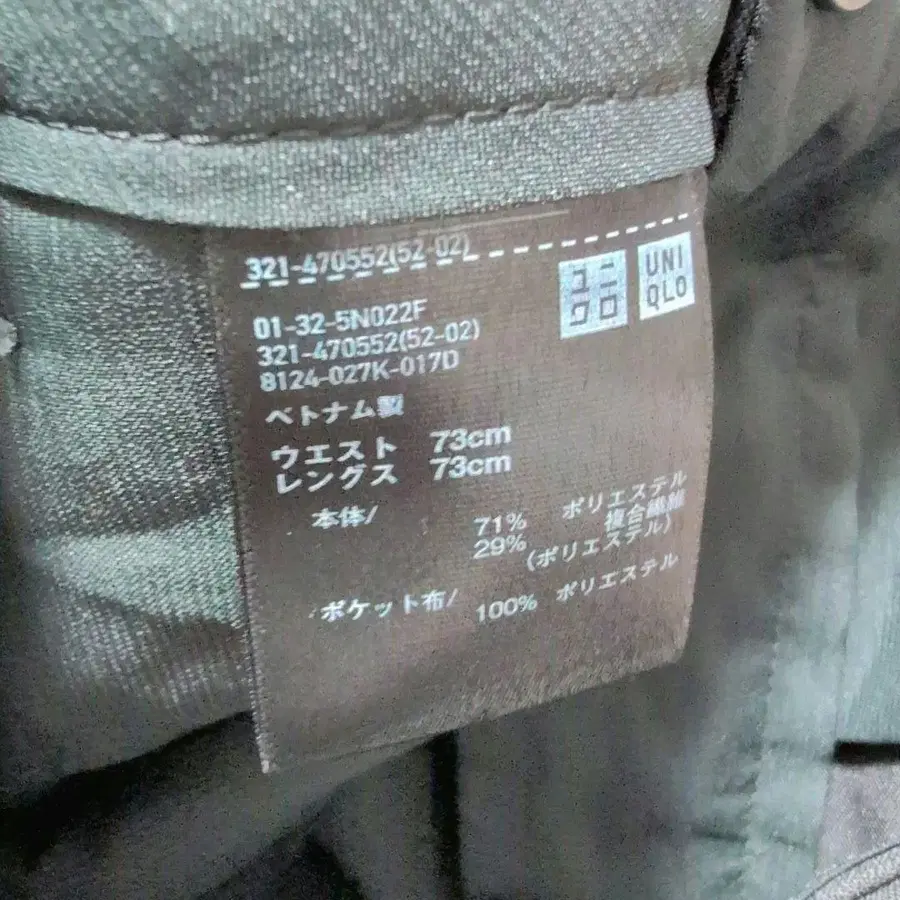 321-470552(52-02)
ユニ
クロ
UNI
QLO
01-32-5N022F
321-470552(52-02)
8124-027K-017D
ベトナム製
ウエスト 73cm
レングス 73cm
本体/ 71% ポリエステル
29% 複合繊維
(ポリエステル)
ポケット布/ 100% ポリエステル